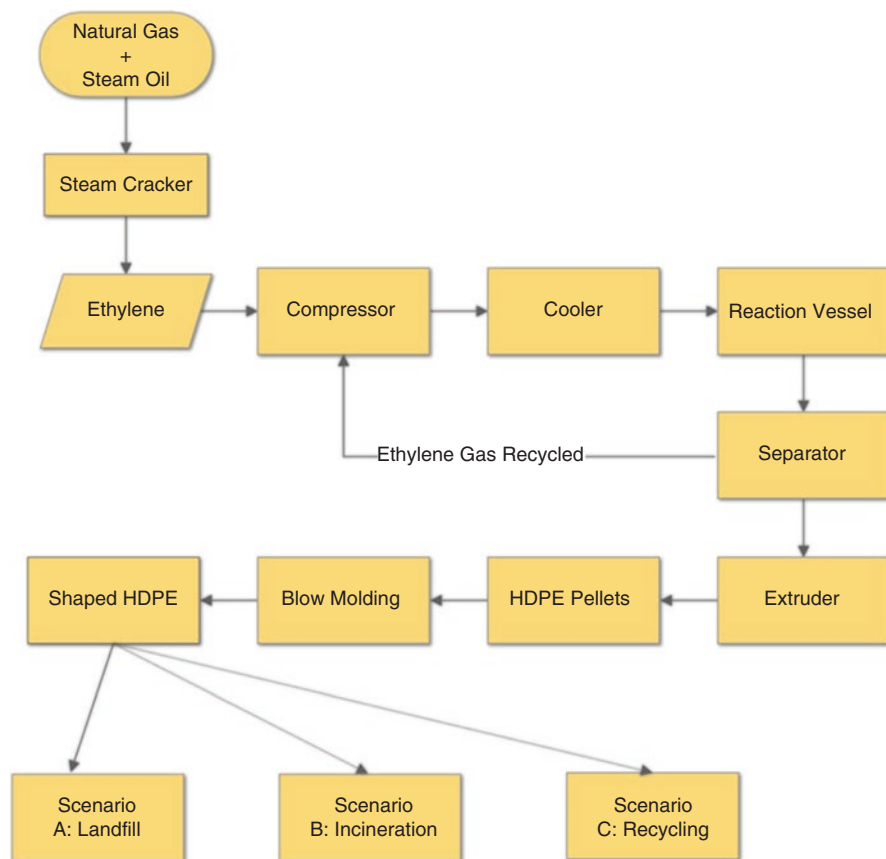 Natural Gas
+
Steam Oil
Steam Cracker
Ethylene
Compressor
Cooler
Reaction Vessel
Ethylene Gas Recycled
Separator
Shaped HDPE
Blow Molding
HDPE Pellets
Extruder
Scenario
A: Landfill
Scenario
B: Incineration
Scenario
C: Recycling